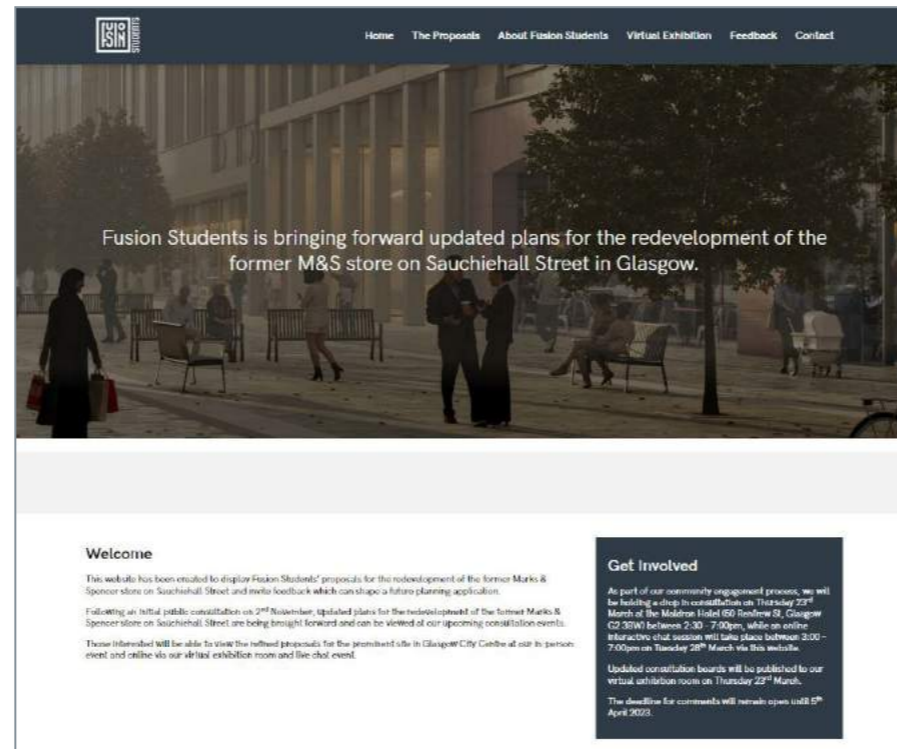 FUSION
STUDENTS
Home The Proposals About Fusion Students Virtual Exhibition Feedback Contact
Fusion Students is bringing forward updated plans for the redevelopment of the
former M&S store on Sauchiehall Street in Glasgow.
Welcome
This website has been created to display Fusion Students' proposals for the redevelopment of the former Marks &
Spencer store on Sauchiehall Street and invite feedback which can shape a future planning application.
Following an initial public consultation on 2nd November, updated plans for the redevelopment of the former Marks &
Spencer store on Sauchiehall Street are being brought forward and can be viewed at our upcoming consultation events.
Those interested will be able to view the refined proposals for the prominent site in Glasgow City Centre at our in-person
event and online via our virtual exhibition room and live chat event.
Get Involved
As part of our community engagement process, we will
be holding a drop in consultation on Thursday 23rd
March at the Maldron Hotel (50 Renfrew St, Glasgow
G2 3BW) between 2:30 - 7:00pm, while an online
interactive chat session will take place between 3:00 –
7:00pm on Tuesday 28th March via this website.
Updated consultation boards will be published to our
virtual exhibition room on Thursday 23rd March.
The deadline for comments will remain open until 5th
April 2023.